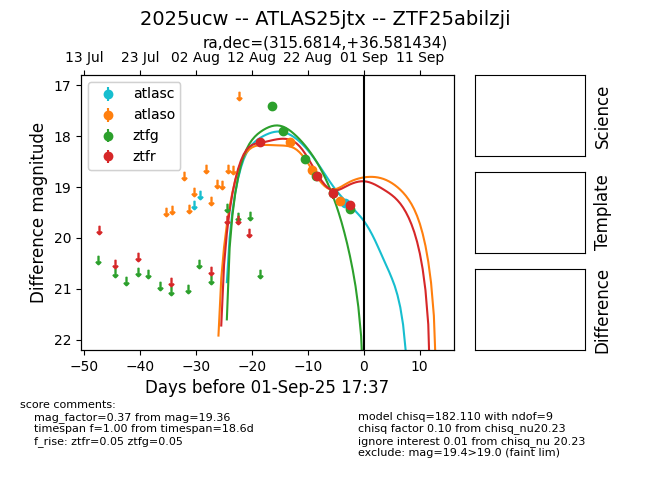 2025ucw -- ATLAS25jtx -- ZTF25abilzji
ra,dec=(315.6814,+36.581434)
13 Jul 23 Jul 02 Aug 12 Aug 22 Aug 01 Sep 11 Sep
17
18
19
20
21
22
Difference magnitude
atlasc
atlaso
ztfg
ztfr
−50 −40 −30 −20 −10 0 10
Days before 01-Sep-25 17:37
Science
Template
Difference
score comments:
mag_factor=0.37 from mag=19.36
timespan f=1.00 from timespan=18.6d
f_rise: ztfr=0.05 ztfg=0.05
model chisq=182.110 with ndof=9
chisq factor 0.10 from chisq_nu20.23
ignore interest 0.01 from chisq_nu 20.23
exclude: mag=19.4>19.0 (faint lim)